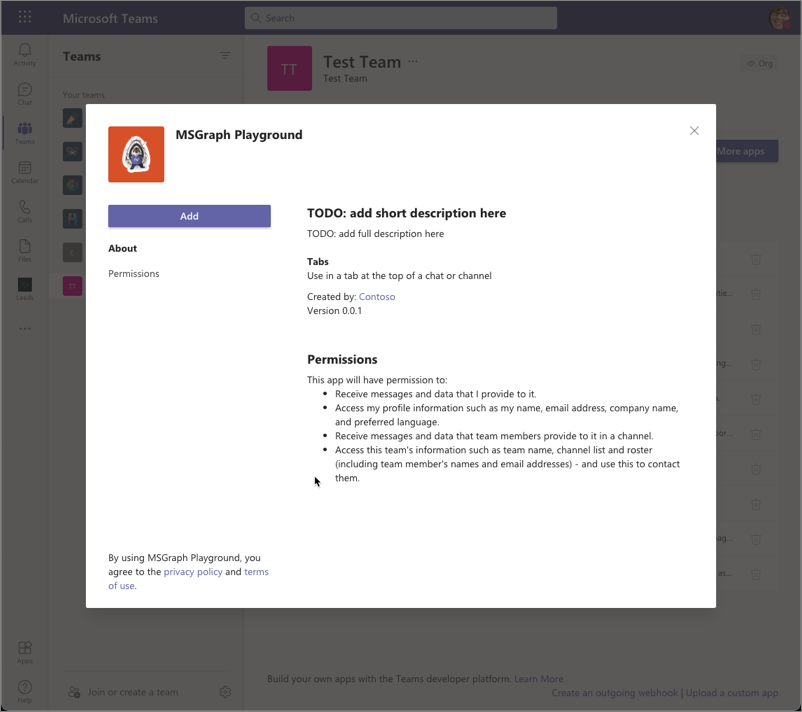 Microsoft Teams
Search
Activity
Chat
Teams
Calendar
Calls
Files
Leads
Apps
Help
Teams
Your teams
C
TT
Join or create a team
TT
Test Team ...
Test Team
Org
More apps
MSGraph Playground
Add
About
Permissions
TODO: add short description here
TODO: add full description here
Tabs
Use in a tab at the top of a chat or channel
Created by: Contoso
Version 0.0.1
Permissions
This app will have permission to:
• Receive messages and data that I provide to it.
• Access my profile information such as my name, email address, company name,
and preferred language.
• Receive messages and data that team members provide to it in a channel.
• Access this team's information such as team name, channel list and roster
(including team member's names and email addresses) - and use this to contact
them.
By using MSGraph Playground, you
agree to the privacy policy and terms
of use.
Build your own apps with the Teams developer platform. Learn More
Create an outgoing webhook | Upload a custom app